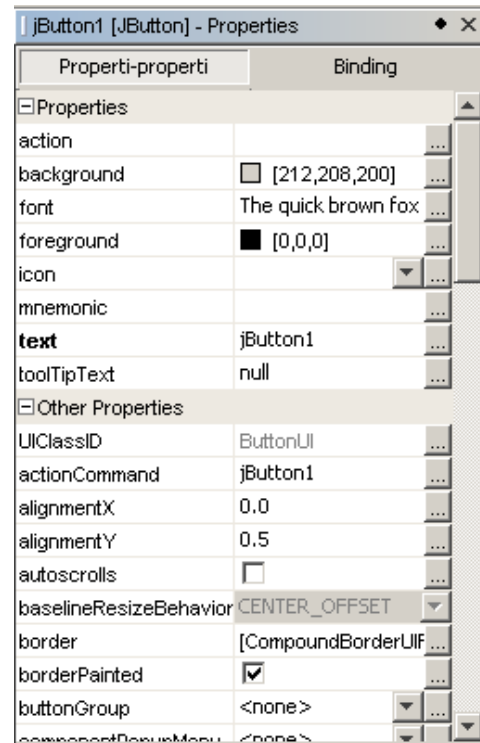 jButton1 [JButton] - Properties
Properti-properti Binding
Properties
action ...
background [212,208,200] ...
font The quick brown fox ...
foreground [0,0,0] ...
icon ...
mnemonic ...
text jButton1 ...
toolTipText null ...
Other Properties
UIClassID ButtonUI ...
actionCommand jButton1 ...
alignmentX 0.0 ...
alignmentY 0.5 ...
autoscrolls ...
baselineResizeBehavior CENTER_OFFSET
border [CompoundBorderUIF ...
borderPainted ...
buttonGroup <none> ...
componentPopupMenu <none> ...